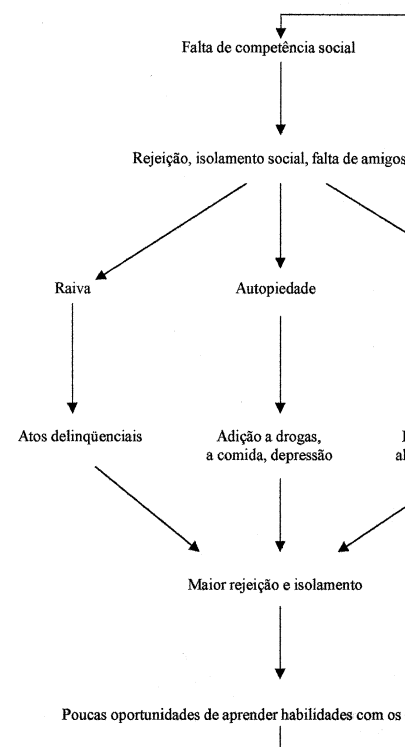 Falta de competência social
Rejeição, isolamento social, falta de amigos
Raiva
Autopiedade
Atos delinqüenciais
Adição a drogas,
a comida, depressão
Maior rejeição e isolamento
Poucas oportunidades de aprender habilidades com os